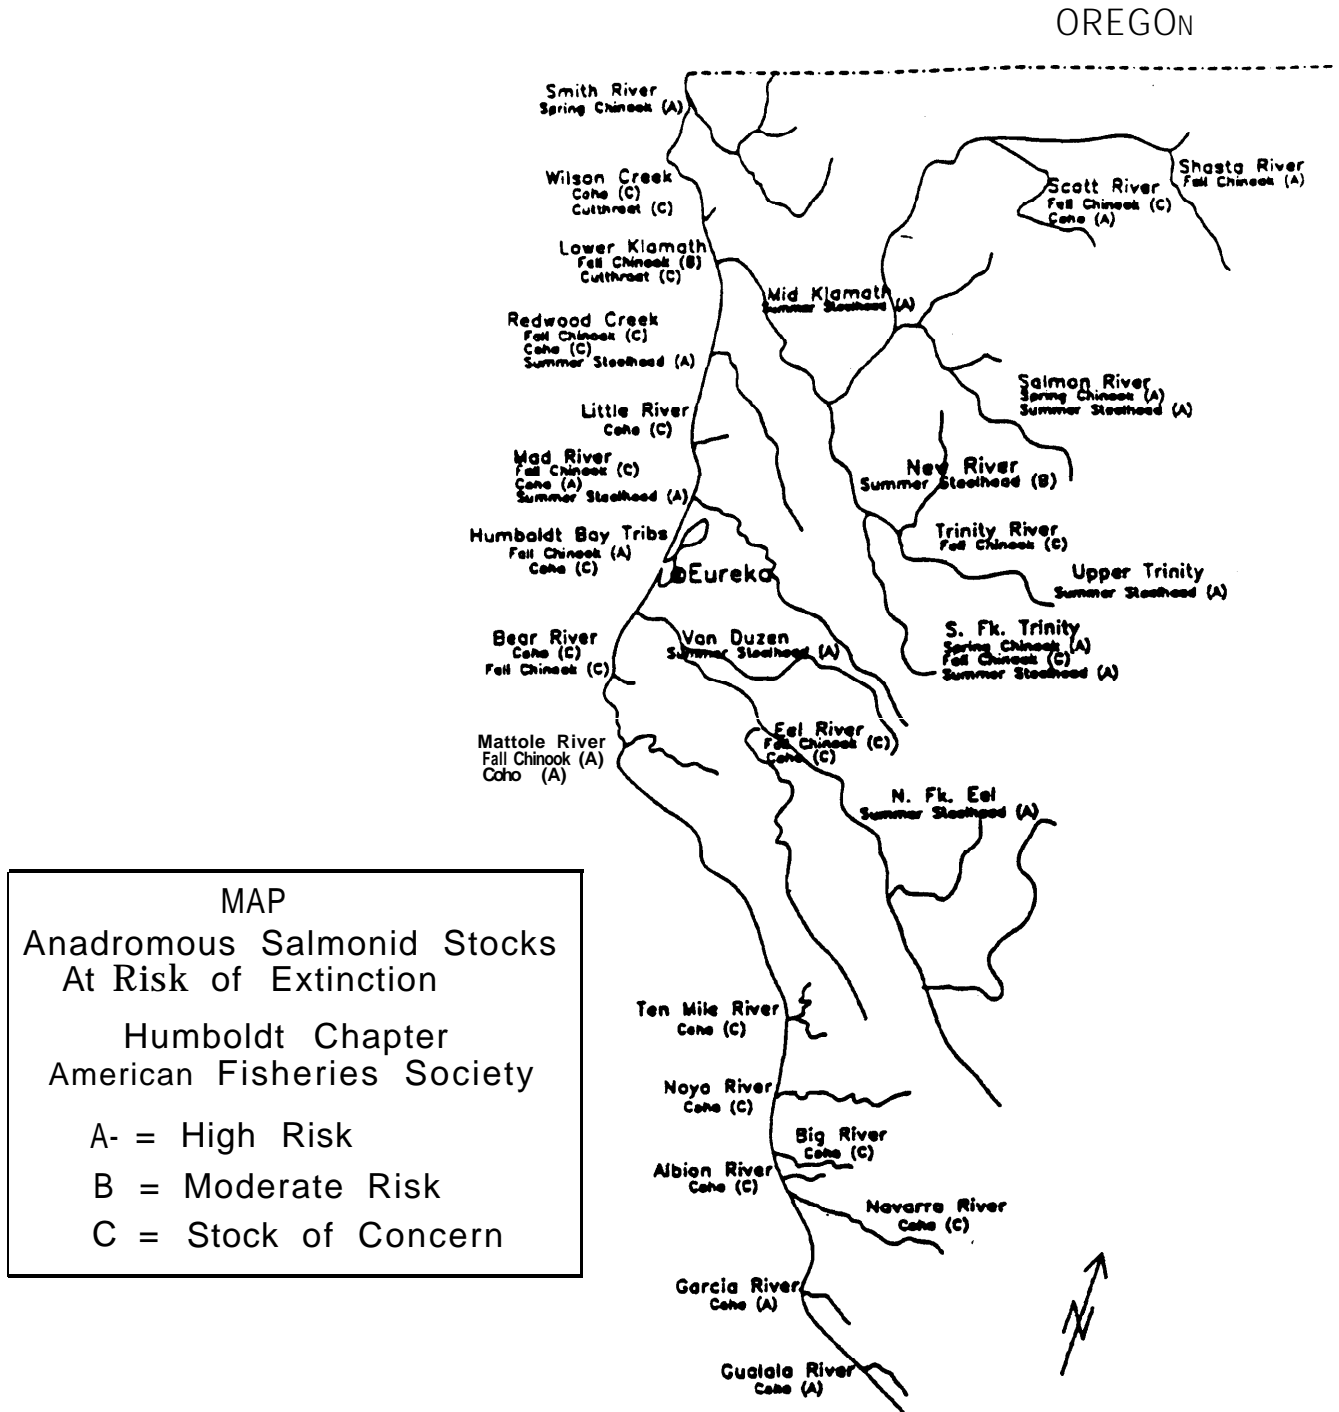 OREGON
Smith River
Spring Chinook (A)
Wilson Creek
Coho (C)
Cutthroat (C)
Lower Klamath
Fall Chinook (B)
Cutthroat (C)
Redwood Creek
Fall Chinook (C)
Coho (C)
Summer Steelhead (A)
Little River
Coho (C)
Mad River
Fall Chinook (C)
Coho (A)
Summer Steelhead (A)
Humboldt Bay Tribs
Fall Chinook (A)
Coho (C)
Eureka
Bear River
Coho (C)
Fall Chinook (C)
Mattole River
Fall Chinook (A)
Coho (A)
Shasta River
Fall Chinook (A)
Scott River
Fall Chinook (C)
Coho (A)
Mid Klamath
Summer Steelhead (A)
Salmon River
Spring Chinook (A)
Summer Steelhead (A)
New River
Summer Steelhead (B)
Trinity River
Fall Chinook (C)
Upper Trinity
Summer Steelhead (A)
S. Fk. Trinity
Spring Chinook (A)
Fall Chinook (C)
Summer Steelhead (A)
Van Duzen
Summer Steelhead (A)
Eel River
Fall Chinook (C)
Coho (C)
N. Fk. Eel
Summer Steelhead (A)
Ten Mile River
Coho (C)
Noyo River
Coho (C)
Big River
Coho (C)
Albion River
Coho (C)
Navarra River
Coho (C)
Garcia River
Coho (A)
Gualala River
Coho (A)
N
MAP
Anadromous Salmonid Stocks
At Risk of Extinction
Humboldt Chapter
American Fisheries Society
A- = High Risk
B = Moderate Risk
C = Stock of Concern